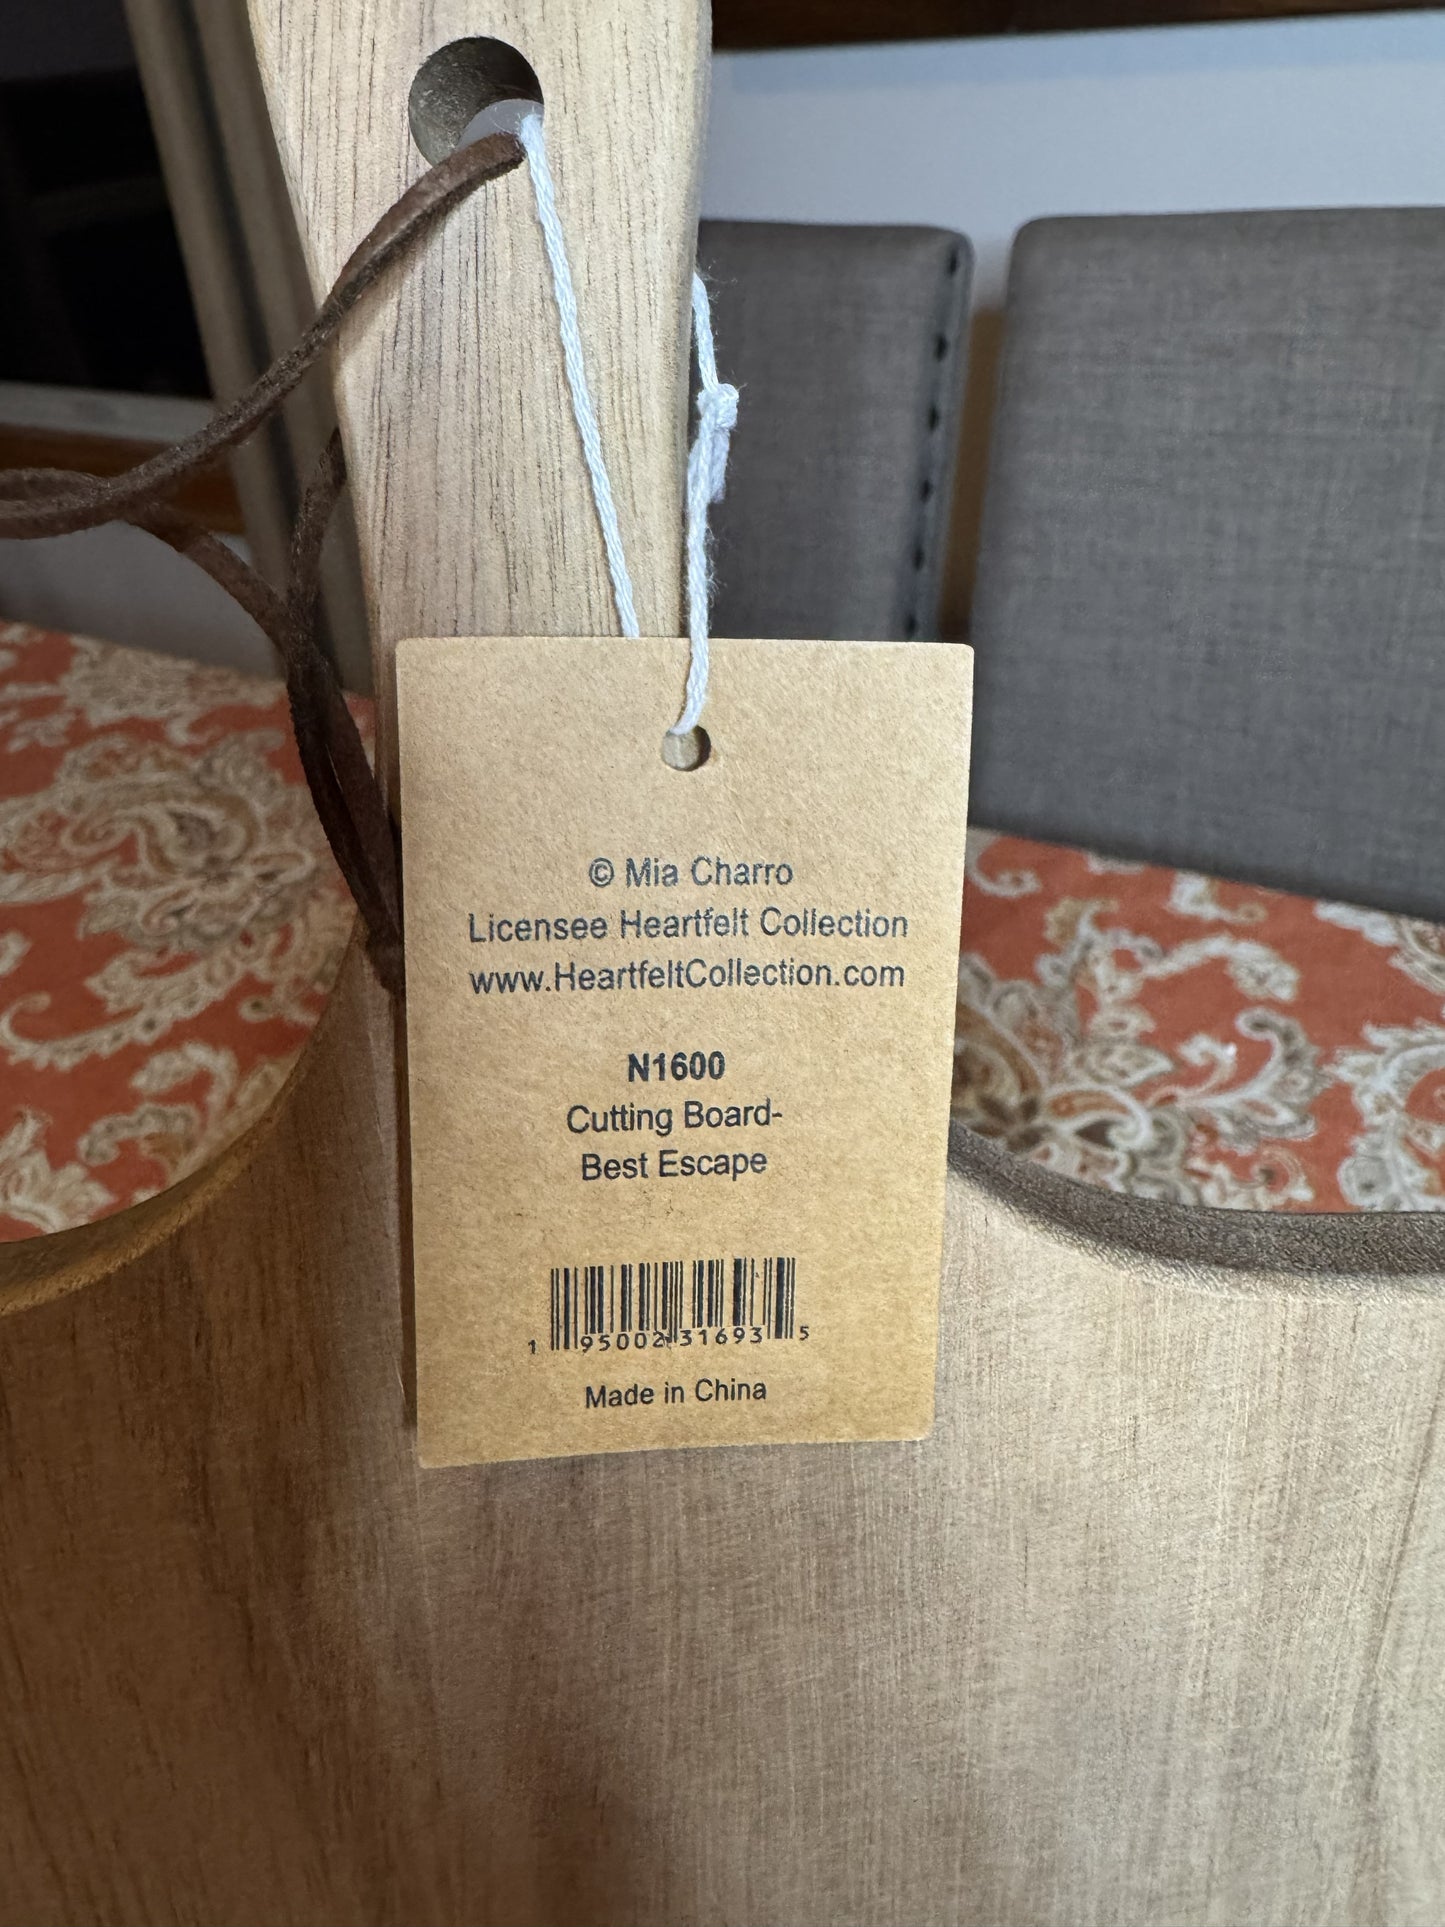 © Mia Charro
Licensee Heartfelt Collection
www.HeartfeltCollection.com
N1600
Cutting Board-
Best Escape
1 95002 31693 5
Made in China